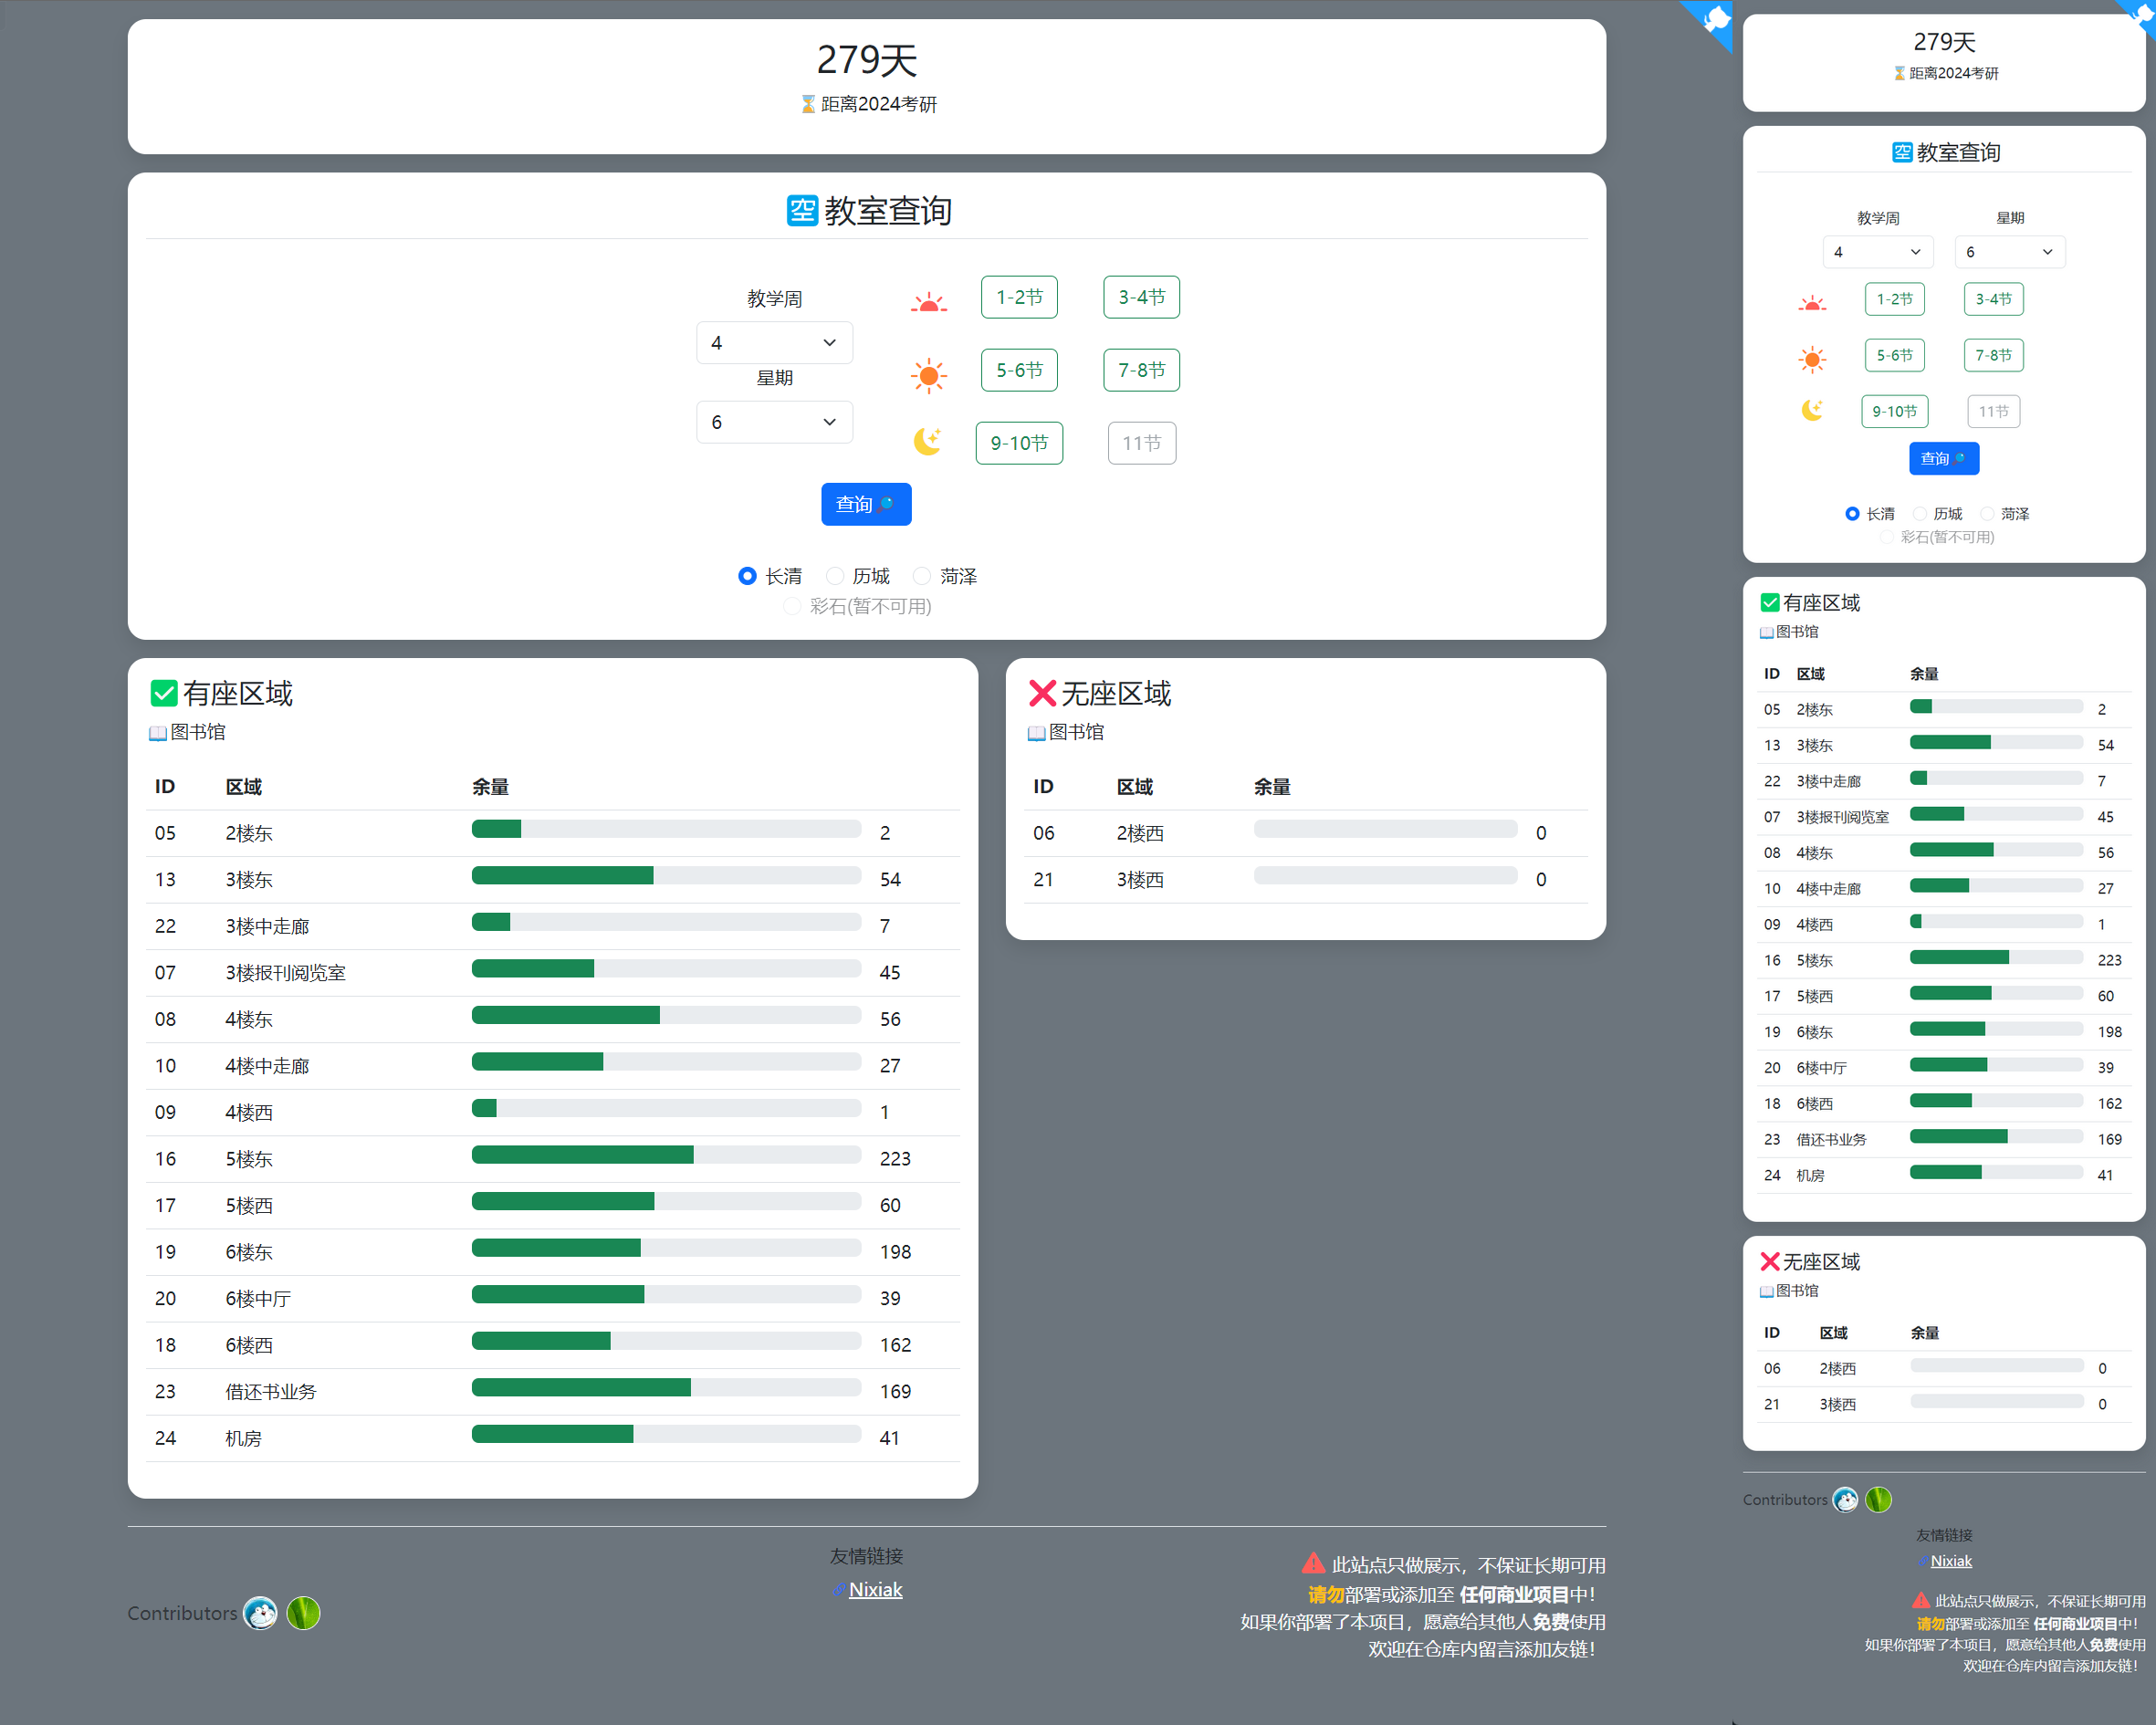 279天
距离2024考研
空 教室查询
教学周
4
星期
6
1-2节 3-4节
5-6节 7-8节
9-10节 11节
查询
长清 历城 菏泽
彩石(暂不可用)
有座区域
图书馆
ID 区域 余量
05 2楼东 2
13 3楼东 54
22 3楼中走廊 7
07 3楼报刊阅览室 45
08 4楼东 56
10 4楼中走廊 27
09 4楼西 1
16 5楼东 223
17 5楼西 60
19 6楼东 198
20 6楼中厅 39
18 6楼西 162
23 借还书业务 169
24 机房 41
无座区域
图书馆
ID 区域 余量
06 2楼西 0
21 3楼西 0
Contributors
友情链接
Nixiak
此站点只做展示，不保证长期可用
请勿部署或添加至 任何商业项目中！
如果你部署了本项目，愿意给其他人免费使用
欢迎在仓库内留言添加友链！
279天
距离2024考研
空 教室查询
教学周 星期
4 6
1-2节 3-4节
5-6节 7-8节
9-10节 11节
查询
长清 历城 菏泽
彩石(暂不可用)
有座区域
图书馆
ID 区域 余量
05 2楼东 2
13 3楼东 54
22 3楼中走廊 7
07 3楼报刊阅览室 45
08 4楼东 56
10 4楼中走廊 27
09 4楼西 1
16 5楼东 223
17 5楼西 60
19 6楼东 198
20 6楼中厅 39
18 6楼西 162
23 借还书业务 169
24 机房 41
无座区域
图书馆
ID 区域 余量
06 2楼西 0
21 3楼西 0
Contributors
友情链接
Nixiak
此站点只做展示，不保证长期可用
请勿部署或添加至 任何商业项目中！
如果你部署了本项目，愿意给其他人免费使用
欢迎在仓库内留言添加友链！